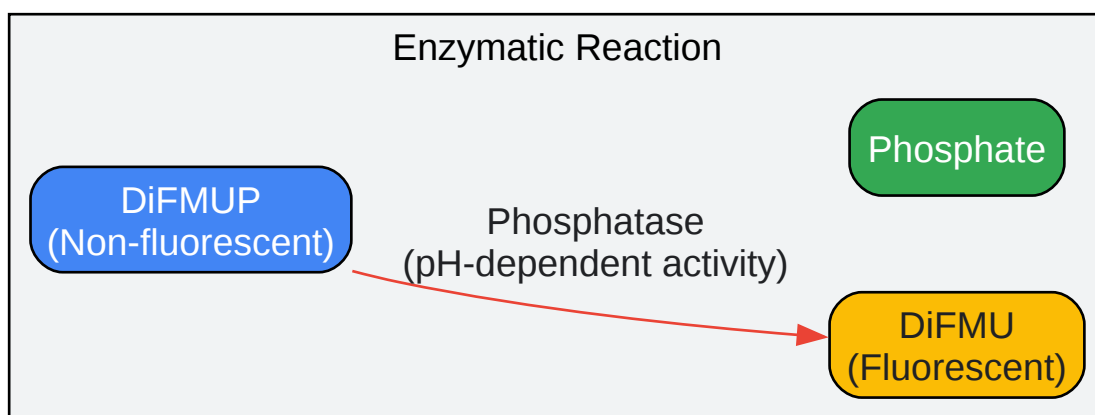 Enzymatic Reaction
Phosphate
DiFMUP
(Non-fluorescent)
Phosphatase
(pH-dependent activity)
DiFMU
(Fluorescent)